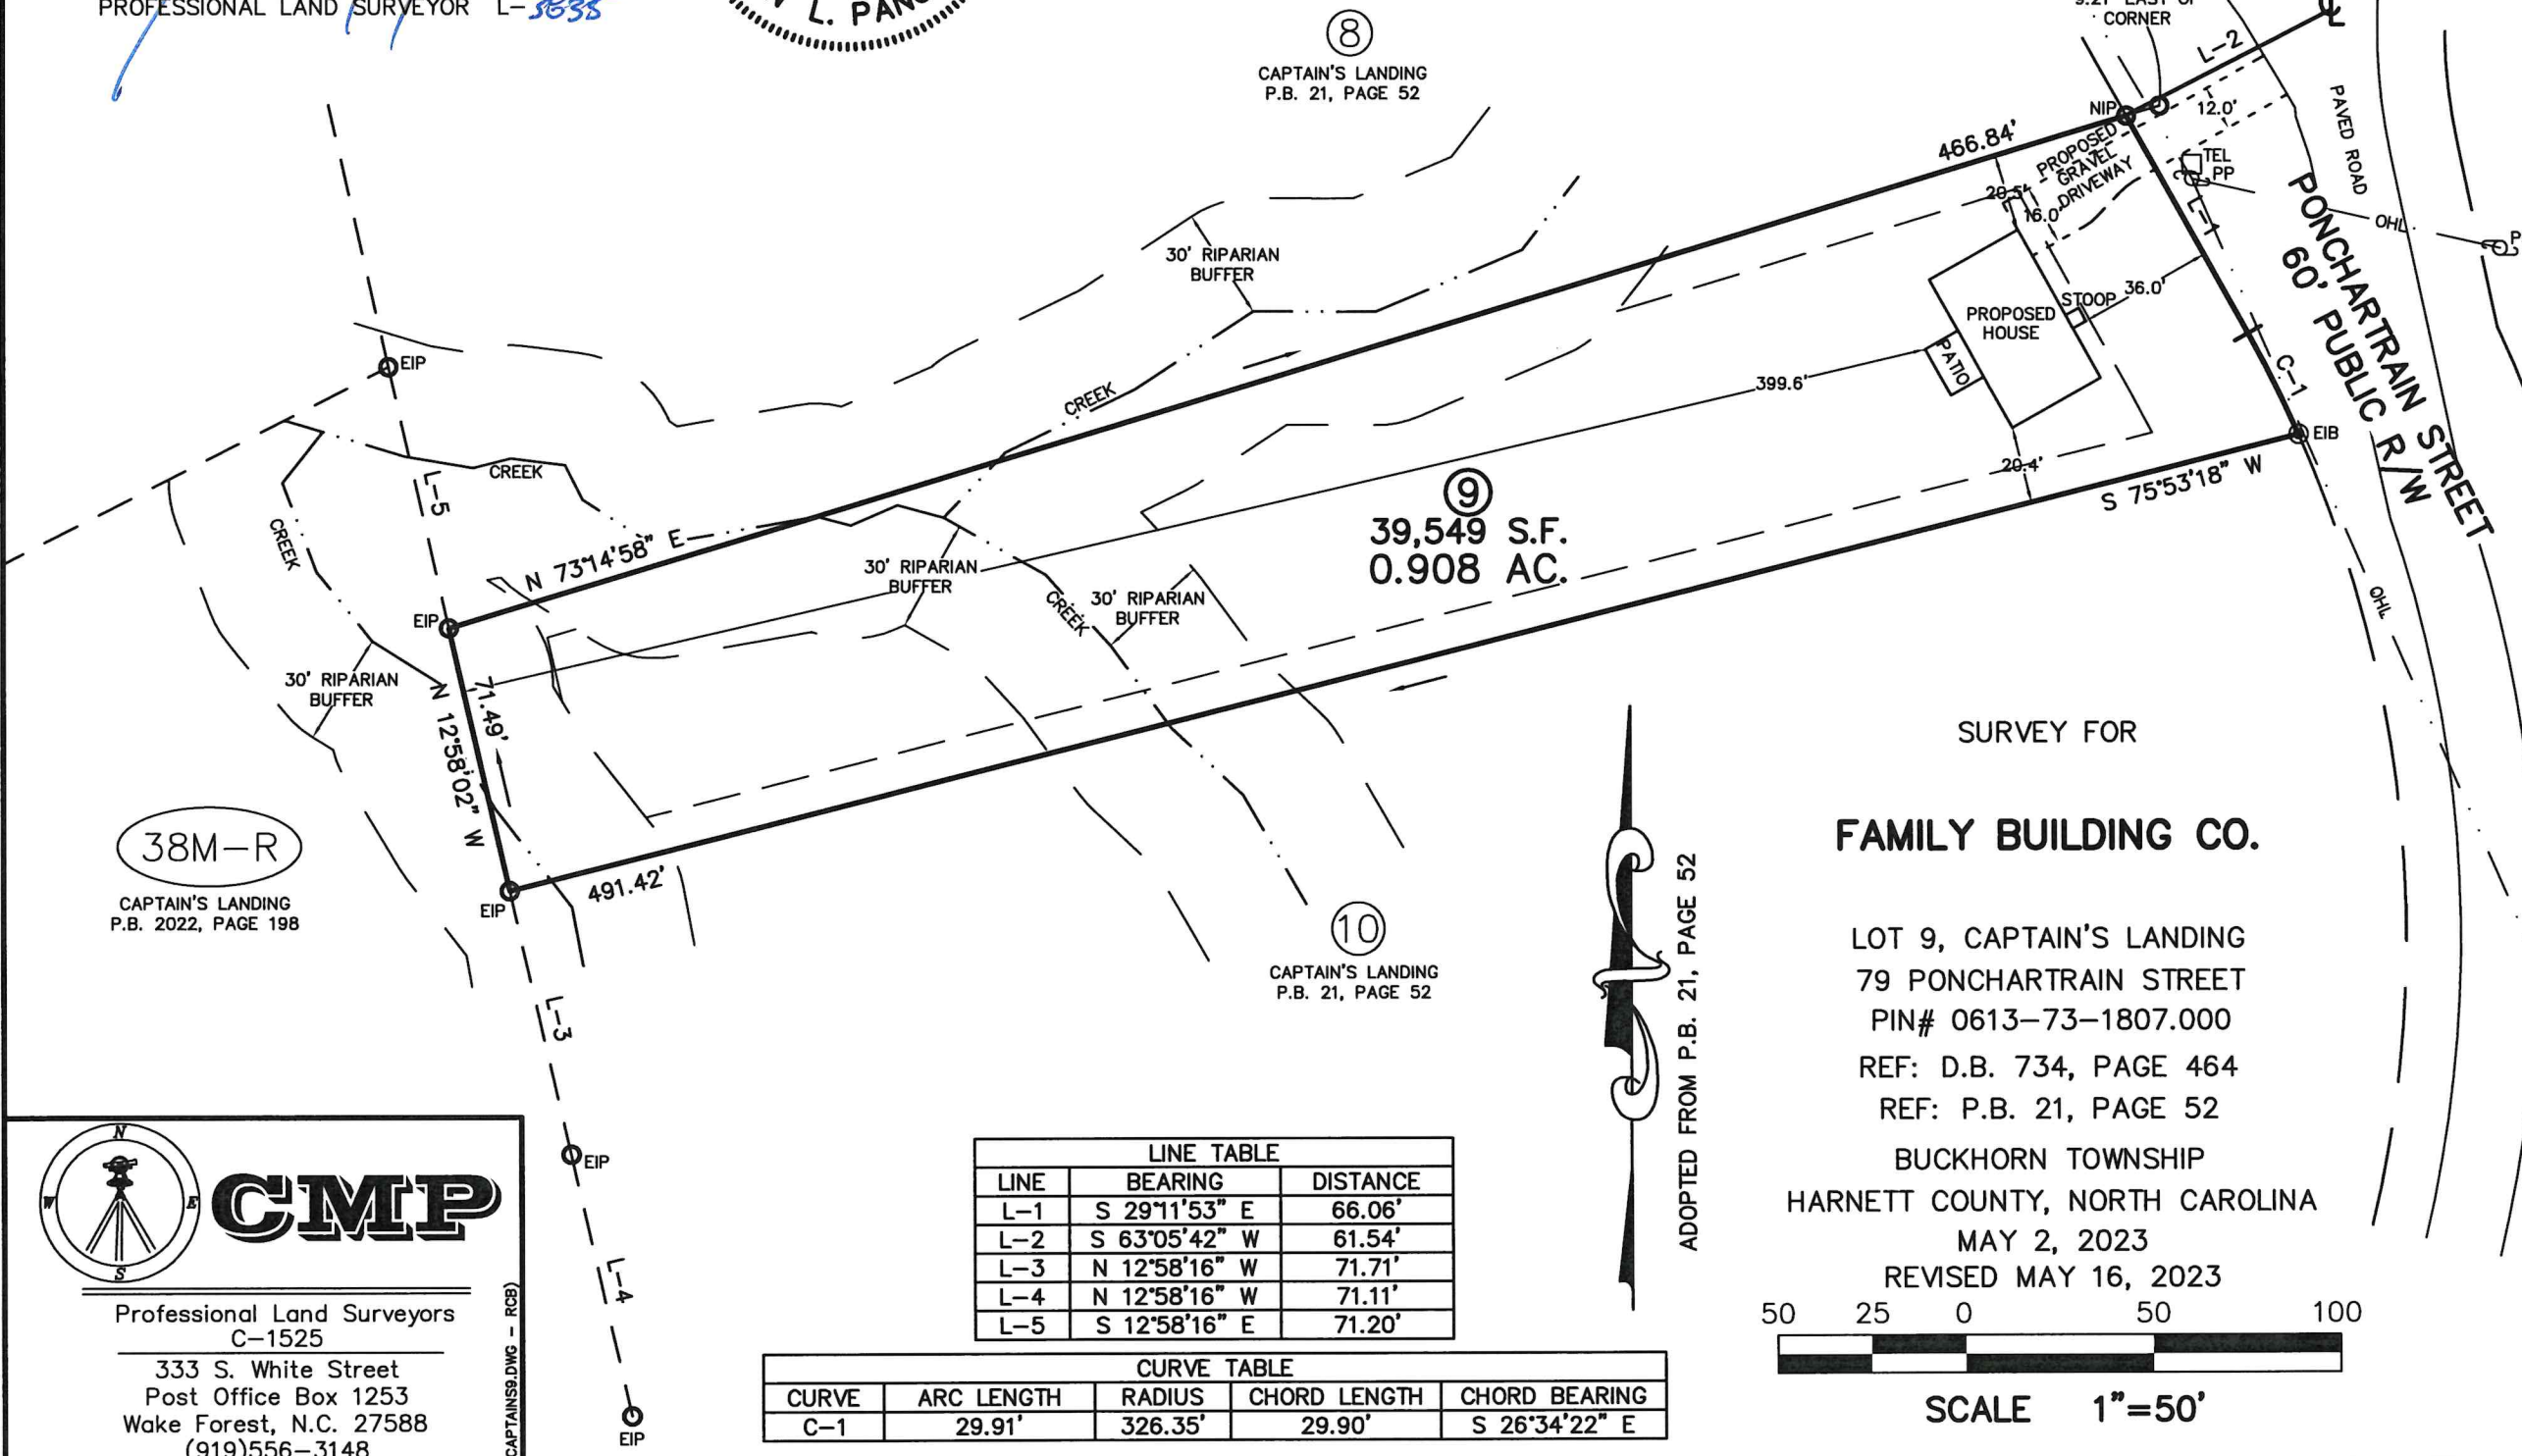 PROFESSIONAL LAND SURVEYOR L-3635
L. PANC
8
CAPTAIN'S LANDING
P.B. 21, PAGE 52
CORNER
L-2
NIP
12.0'
PAVED ROAD
466.84'
PROPOSED
GRAVEL
DRIVEWAY
TEL
PP
20.5'
16.0'
L-1
OHL
P
PONCHARTRAIN STREET
60' PUBLIC R/W
30' RIPARIAN
BUFFER
STOOP
36.0'
PROPOSED
HOUSE
PATIO
C-1
EIP
399.6'
CREEK
EIB
CREEK
L-5
20.4'
S 75°53'18" W
9
39,549 S.F.
0.908 AC.
CREEK
N 73°14'58" E
30' RIPARIAN
BUFFER
CREEK
30' RIPARIAN
BUFFER
OHL
EIP
30' RIPARIAN
BUFFER
71.49'
N 12°58'02" W
38M-R
CAPTAIN'S LANDING
P.B. 2022, PAGE 198
491.42'
EIP
10
CAPTAIN'S LANDING
P.B. 21, PAGE 52
L-3
EIP
L-4
EIP
ADOPTED FROM P.B. 21, PAGE 52
SURVEY FOR
FAMILY BUILDING CO.
LOT 9, CAPTAIN'S LANDING
79 PONCHARTRAIN STREET
PIN# 0613-73-1807.000
REF: D.B. 734, PAGE 464
REF: P.B. 21, PAGE 52
BUCKHORN TOWNSHIP
HARNETT COUNTY, NORTH CAROLINA
MAY 2, 2023
REVISED MAY 16, 2023
50 25 0 50 100
SCALE 1"=50'
LINE TABLE
LINE BEARING DISTANCE
L-1 S 29°11'53" E 66.06'
L-2 S 63°05'42" W 61.54'
L-3 N 12°58'16" W 71.71'
L-4 N 12°58'16" W 71.11'
L-5 S 12°58'16" E 71.20'
CURVE TABLE
CURVE ARC LENGTH RADIUS CHORD LENGTH CHORD BEARING
C-1 29.91' 326.35' 29.90' S 26°34'22" E
N
W E
S
CMP
Professional Land Surveyors
C-1525
333 S. White Street
Post Office Box 1253
Wake Forest, N.C. 27588
(919)556-3148
CAPTAINS9.DWG - RCB)